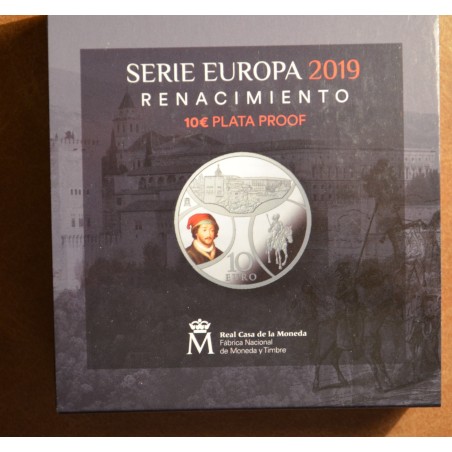 SERIE EUROPA 2019
RENACIMIENTO
10€ PLATA PROOF
10
EURO
M
Real Casa de la Moneda
Fábrica Nacional
de Moneda y Timbre